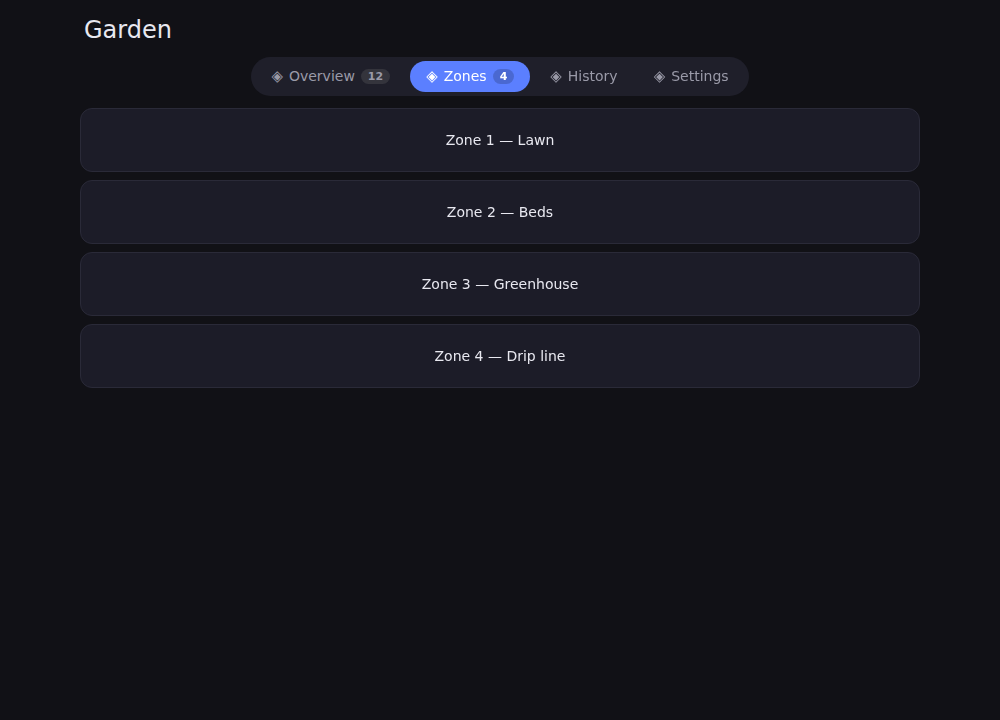 Garden
◈ Overview 12 ◈ Zones 4 ◈ History ◈ Settings
Zone 1 — Lawn
Zone 2 — Beds
Zone 3 — Greenhouse
Zone 4 — Drip line